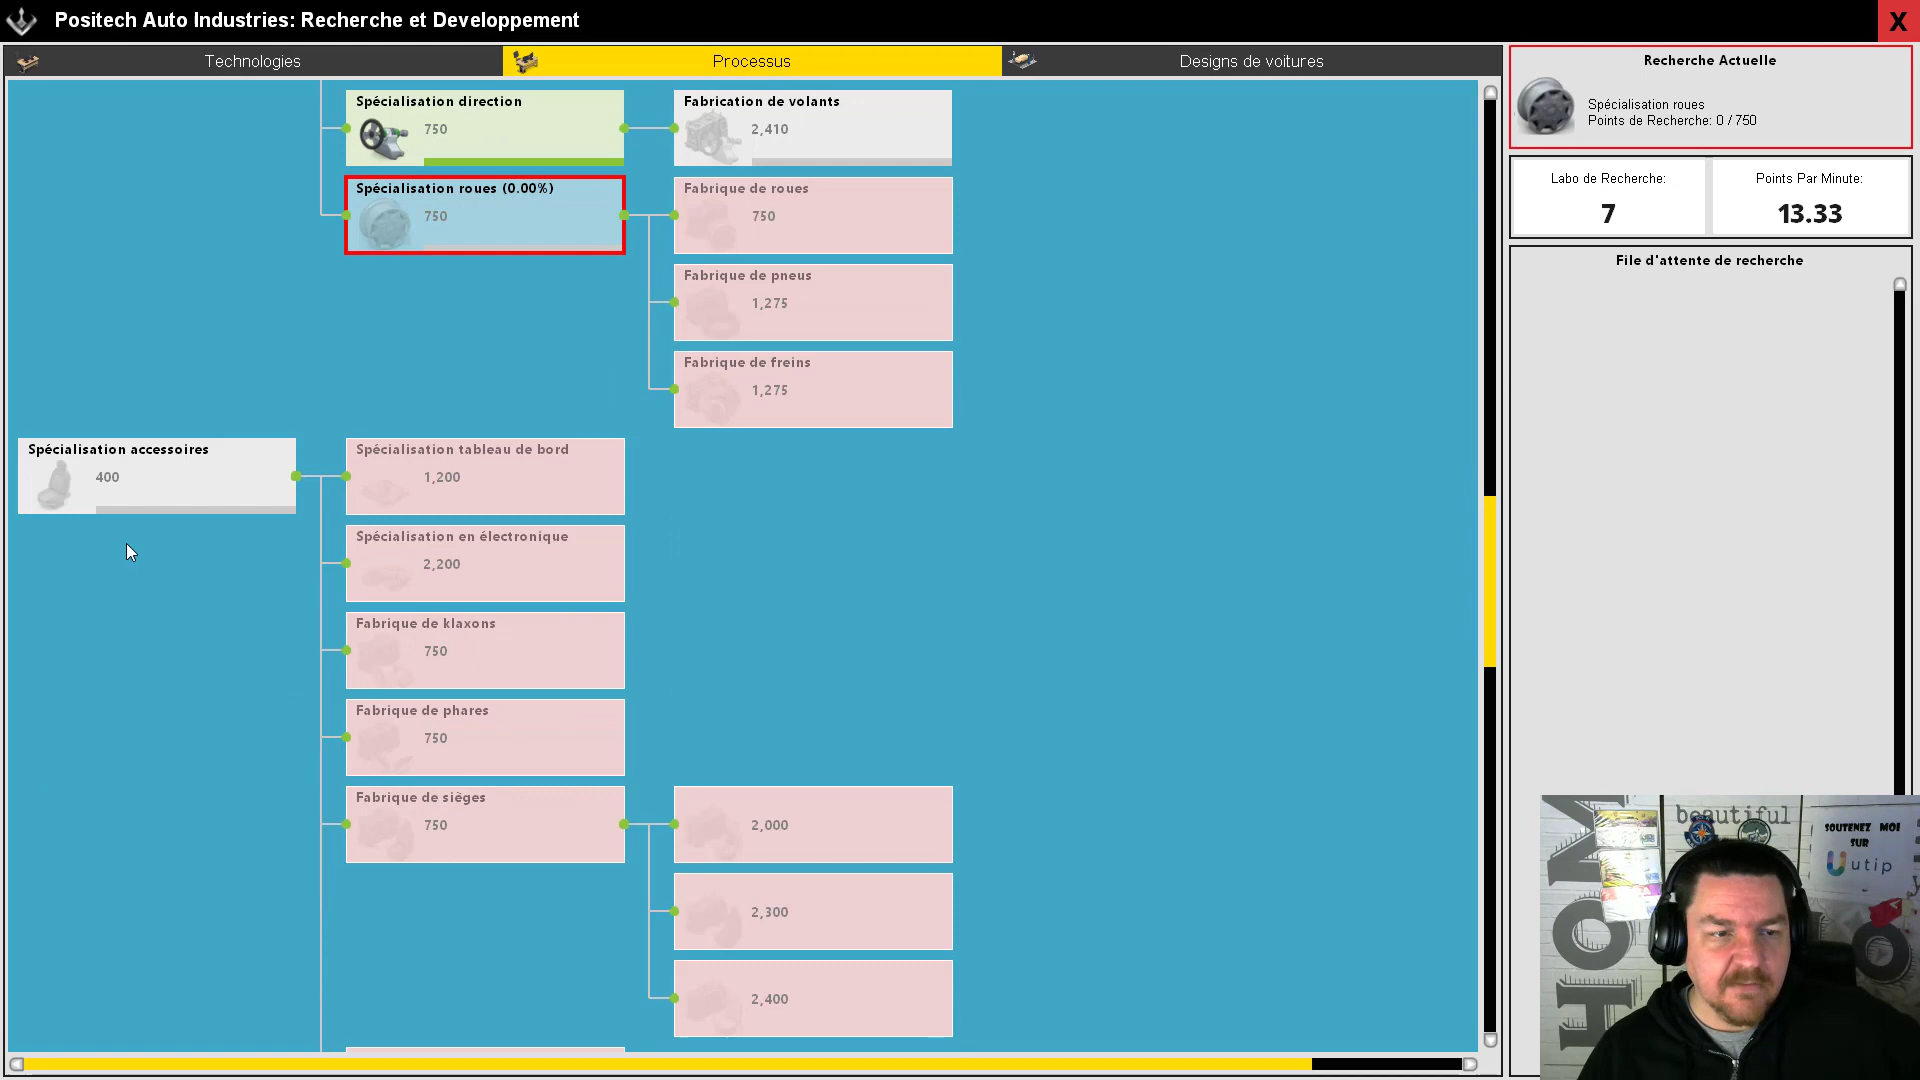 Positech Auto Industries: Recherche et Developpement
X
Technologies
Processus
Designs de voitures
Spécialisation direction
750
Fabrication de volants
2,410
Spécialisation roues (0.00%)
750
Fabrique de roues
750
Fabrique de pneus
1,275
Fabrique de freins
1,275
Spécialisation accessoires
400
Spécialisation tableau de bord
1,200
Spécialisation en électronique
2,200
Fabrique de klaxons
750
Fabrique de phares
750
Fabrique de sièges
750
2,000
2,300
2,400
Recherche Actuelle
Spécialisation roues
Points de Recherche: 0 / 750
Labo de Recherche:
7
Points Par Minute:
13.33
File d'attente de recherche
beautiful
HOM
SOUTENEZ MOI
SUR
utip